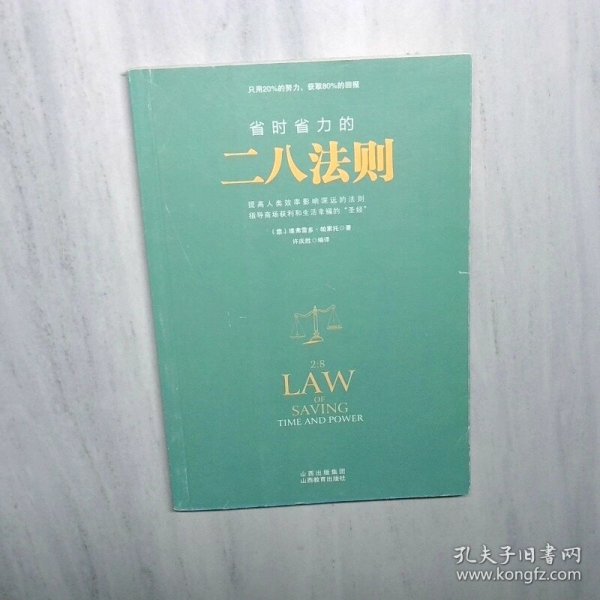 只用20%的努力，获取80%的回报
省时省力的
二八法则
提高人类效率影响深远的法则
指导商场获利和生活幸福的“圣经”
（意）维弗雷多·帕累托◎著
许庆胜◎编译
2:8
LAW
OF
SAVING
TIME AND POWER
山西出版集团
山西教育出版社
孔夫子旧书网
www.kongfz.com